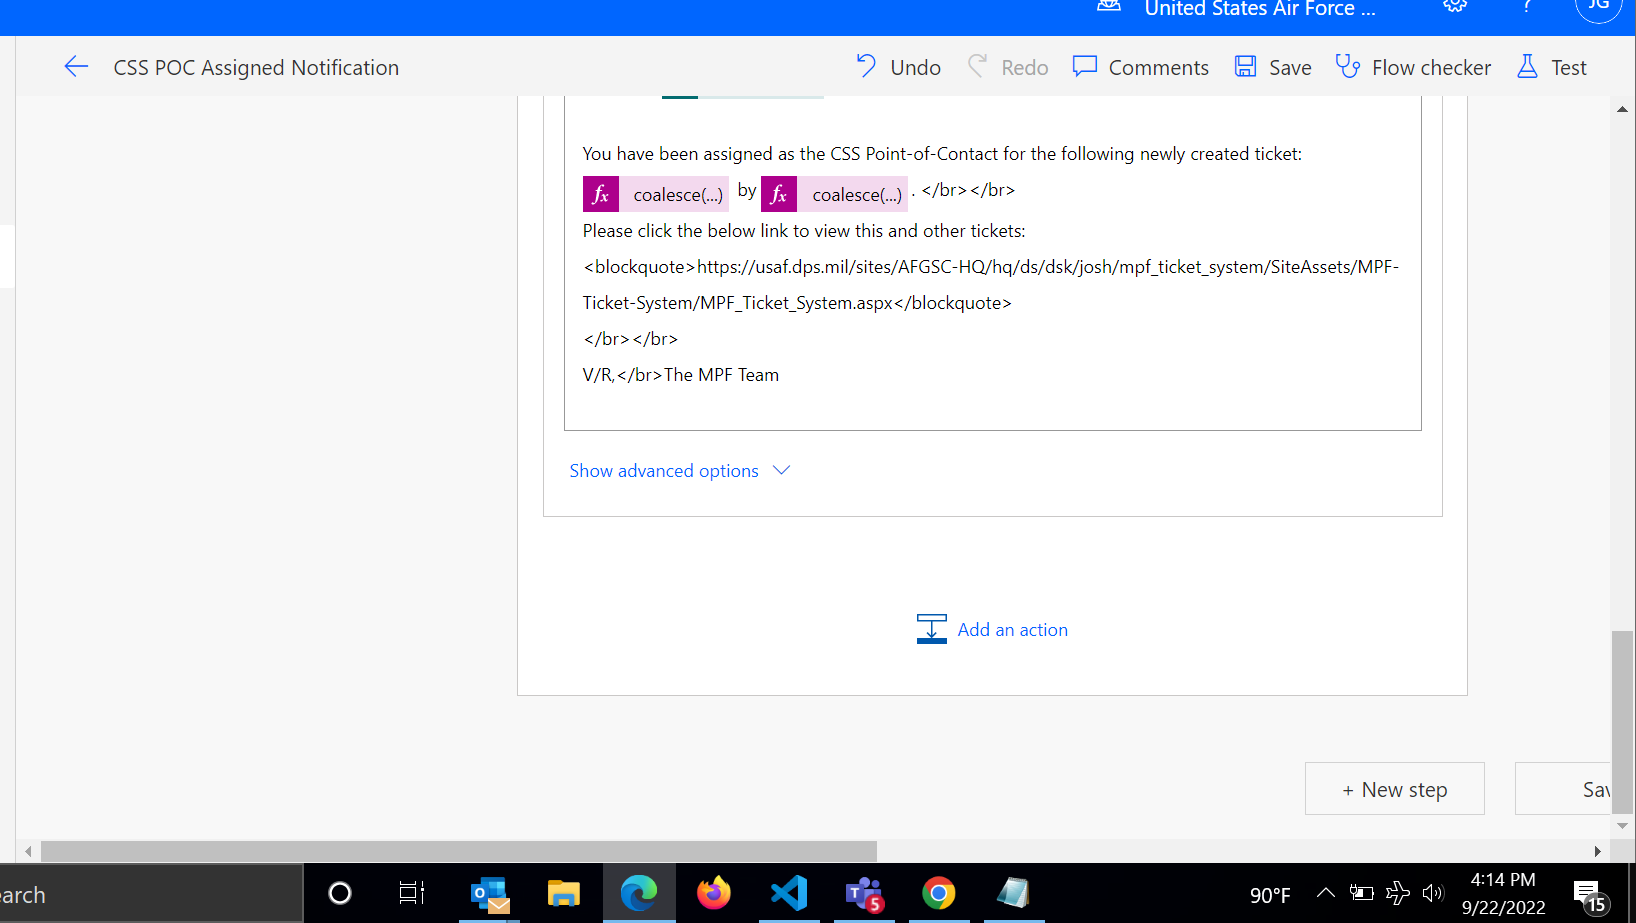 United States Air Force ...
?
JG
CSS POC Assigned Notification
Undo
Redo
Comments
Save
Flow checker
Test
You have been assigned as the CSS Point-of-Contact for the following newly created ticket:
fx coalesce(...) by fx coalesce(...) . </br></br>
Please click the below link to view this and other tickets:
<blockquote>https://usaf.dps.mil/sites/AFGSC-HQ/hq/ds/dsk/josh/mpf_ticket_system/SiteAssets/MPF-
Ticket-System/MPF_Ticket_System.aspx</blockquote>
</br></br>
V/R,</br>The MPF Team
Show advanced options
Add an action
+ New step
Sav
earch
5
90°F
4:14 PM
9/22/2022
15